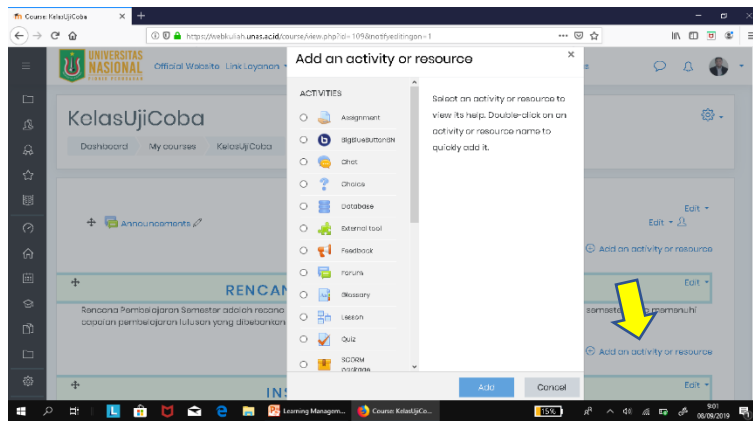 Course: KelasUjiCoba
https://webkuliah.unas.ac.id/course/view.php?id=109&notifyeditingon=1
UNIVERSITAS
NASIONAL
Official Website Link Layanan
KelasUjiCoba
Dashboard My courses KelasUjiCoba
Announcements
Edit
Edit
Add an activity or resource
RENCAN
Edit
Rencana Pembelajaran Semester adalah rencana
memenuhi
capaian pembelajaran lulusan yang dibebankan
Add an activity or resource
INS
Edit
Add an activity or resource
ACTIVITIES
Assignment
BigBlueButtonBN
Chat
Choice
Database
External tool
Feedback
Forum
Glossary
Lesson
Quiz
SCORM
package
Select an activity or resource to
view its help. Double-click on an
activity or resource name to
quickly add it.
Add Cancel
Learning Managem...
Course: KelasUjiCo...
15%
9:01
08/09/2019